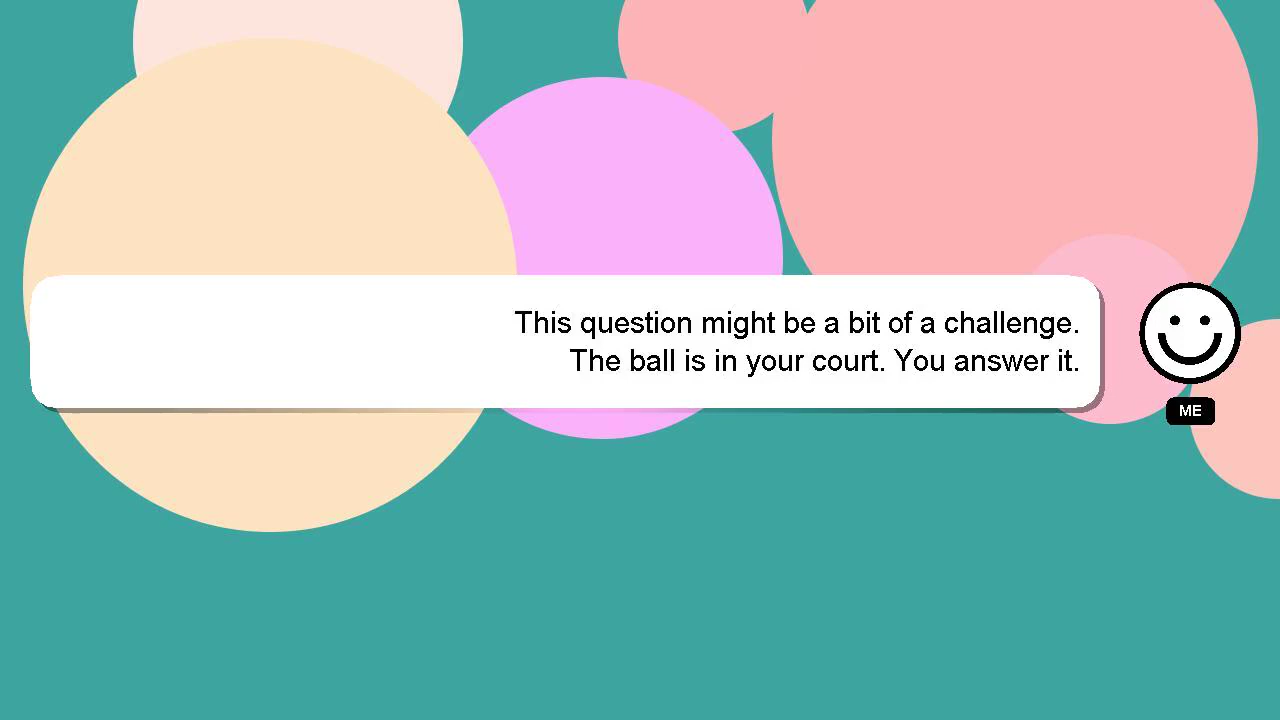 This question might be a bit of a challenge.
The ball is in your court. You answer it.
ME